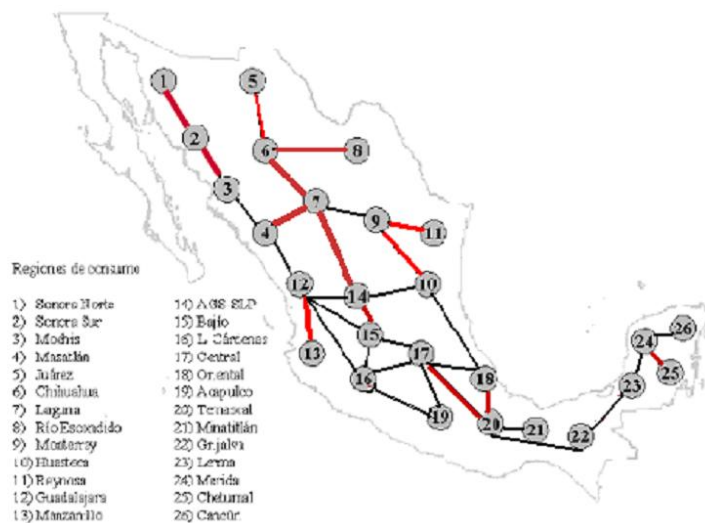 1
5
2
6
8
3
7
4
9
11
12
14
10
13
15
16
17
18
19
20
21
22
23
24
25
26
Regiones de consumo
1) Sonora Norte
2) Sonora Sur
3) Mochis
4) Masatlán
5) Juárez
6) Chihuahua
7) Laguna
8) Río Escondido
9) Monterrey
10) Huasteca
11) Reynosa
12) Guadalajara
13) Manzanillo
14) AGS-SLP
15) Bajío
16) L. Cárdenas
17) Central
18) Oriental
19) Acapulco
20) Temascal
21) Minatitlán
22) Grijalva
23) Lerma
24) Merida
25) Chetumal
26) Cancún